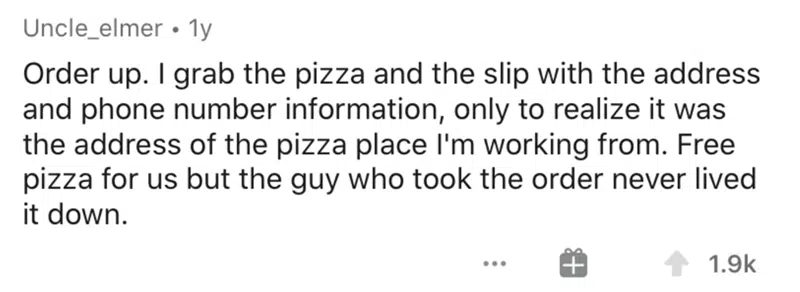 Uncle_elmer • 1y
Order up. I grab the pizza and the slip with the address
and phone number information, only to realize it was
the address of the pizza place I'm working from. Free
pizza for us but the guy who took the order never lived
it down.
1.9k